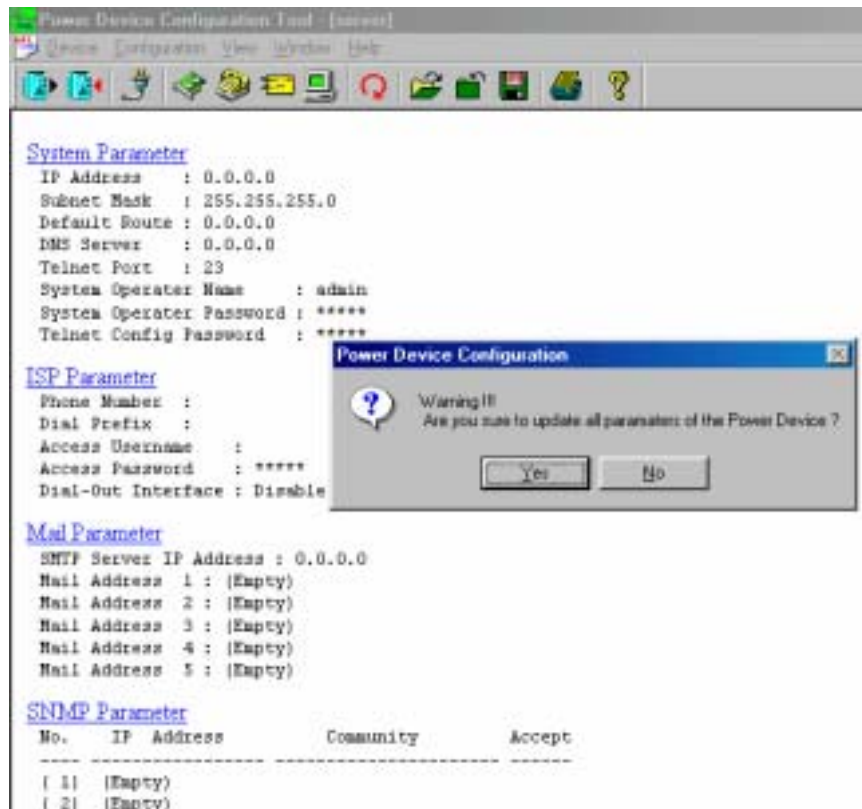 Power Device Configuration Tool - [server]
Device Configuration View Window Help
System Parameter
IP Address : 0.0.0.0
Subnet Mask : 255.255.255.0
Default Route : 0.0.0.0
DNS Server : 0.0.0.0
Telnet Port : 23
System Operater Name : admin
System Operater Password : *****
Telnet Config Password : *****
ISP Parameter
Phone Number :
Dial Prefix :
Access Username :
Access Password : *****
Dial-Out Interface : Disable
Power Device Configuration
Warning !!!
Are you sure to update all paramaters of the Power Device ?
Yes No
Mail Parameter
SMTP Server IP Address : 0.0.0.0
Mail Address 1 : (Empty)
Mail Address 2 : (Empty)
Mail Address 3 : (Empty)
Mail Address 4 : (Empty)
Mail Address 5 : (Empty)
SNMP Parameter
No. IP Address Community Accept
---- ----------------- ---------------------- ------
( 1) (Empty)
( 2) (Empty)